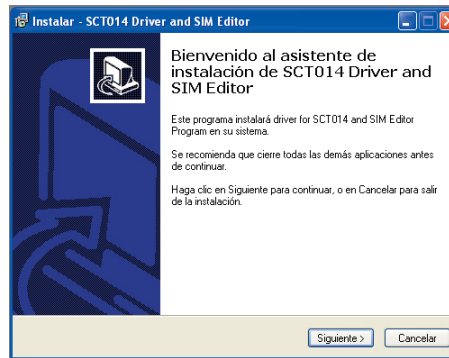 Instalar - SCT014 Driver and SIM Editor
Bienvenido al asistente de
instalación de SCT014 Driver and
SIM Editor
Este programa instalará driver for SCT014 and SIM Editor
Program en su sistema.
Se recomienda que cierre todas las demás aplicaciones antes
de continuar.
Haga clic en Siguiente para continuar, o en Cancelar para salir
de la instalación.
Siguiente >
Cancelar